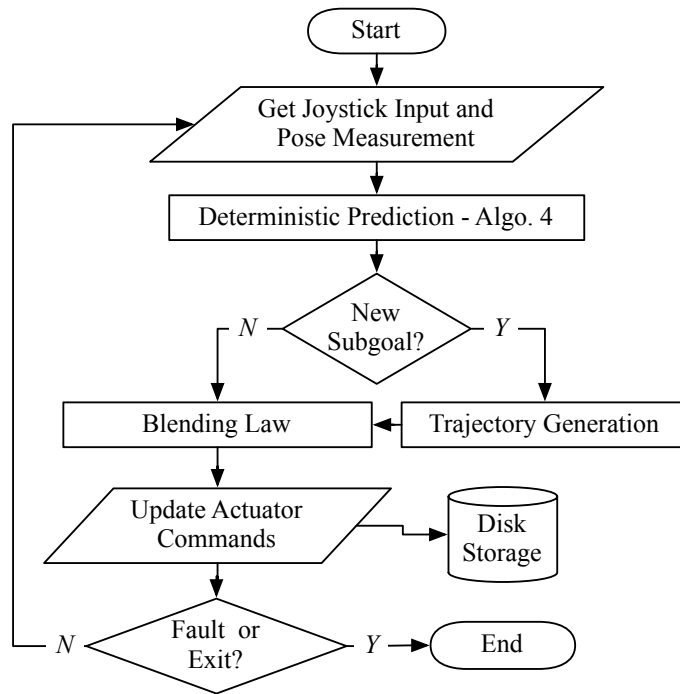 Start
Get Joystick Input and
Pose Measurement
Deterministic Prediction - Algo. 4
New
Subgoal?
N
Y
Blending Law
Trajectory Generation
Update Actuator
Commands
Disk
Storage
Fault or
Exit?
N
Y
End